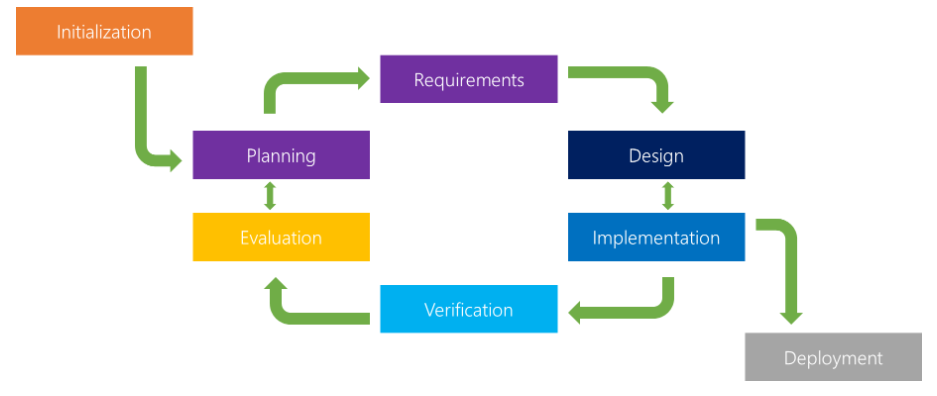 Initialization
Requirements
Planning
Design
Evaluation
Implementation
Verification
Deployment